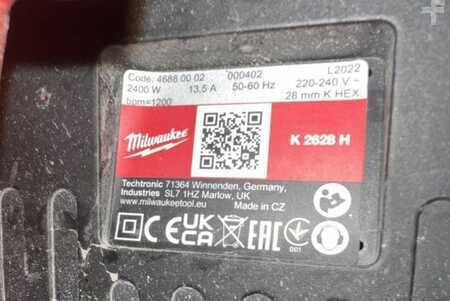 Code: 4688 00 02 000402 L2022
2400 W 13,5 A 50-60 Hz 220-240 V ~
bpm=1200 28 mm K HEX
Milwaukee K 2628 H
Techtronic 71364 Winnenden, Germany,
Industries SL7 1HZ Marlow, UK
www.milwaukeetool.eu Made in CZ
CE UK CA EAC
001